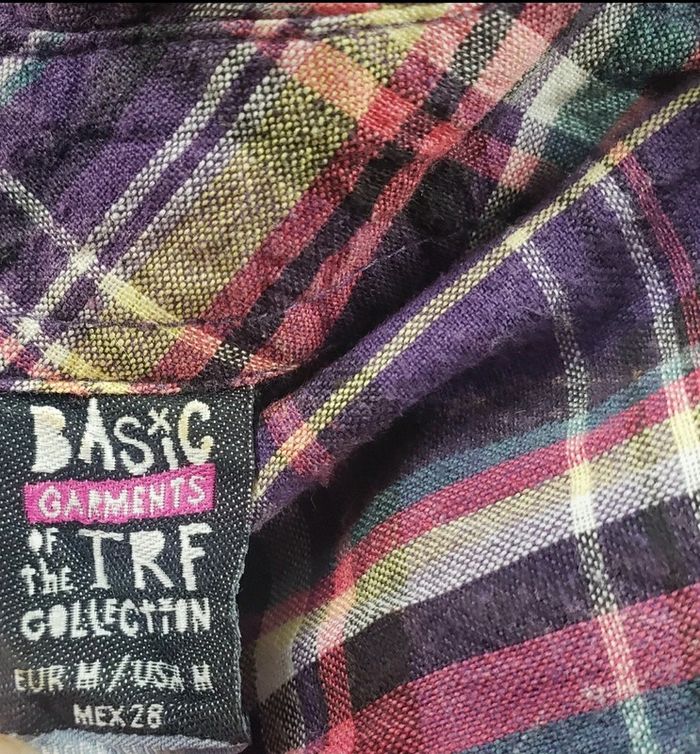 BASiC
GARMENTS
OF
the TRF
COLLECTION
EUR M / USA M
MEX 28